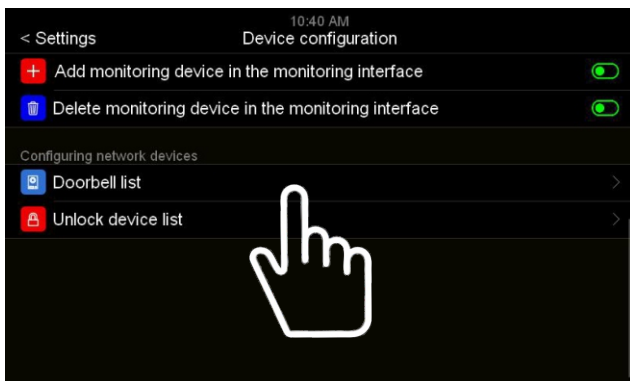 10:40 AM
< Settings
Device configuration
Add monitoring device in the monitoring interface
Delete monitoring device in the monitoring interface
Configuring network devices
Doorbell list
Unlock device list